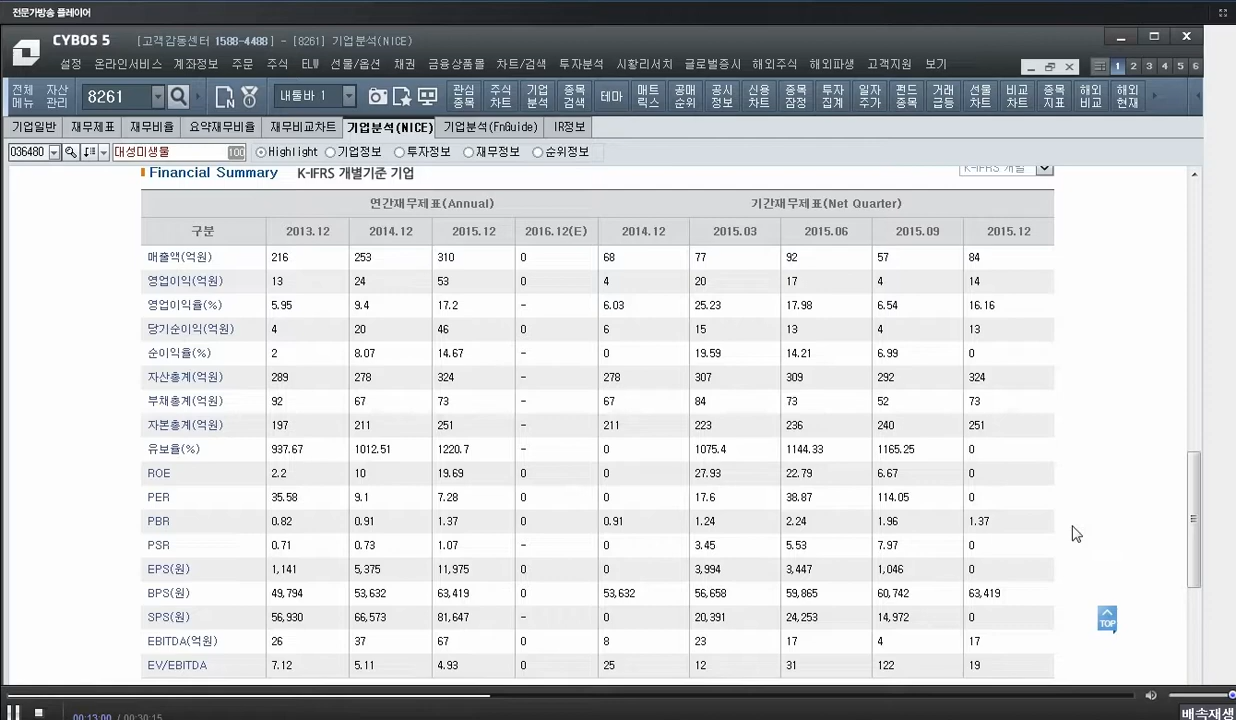 전문가방송 플레이어
CYBOS 5 [고객감동센터 1588-4488] - [8261] 기업분석(NICE)
설정 온라인서비스 계좌정보 주문 주식 ELW 선물/옵션 채권 금융상품몰 차트/검색 투자분석 시황리서치 글로벌증시 해외주식 해외파생 고객지원 보기
1 2 3 4 5 6
전체메뉴 자산관리 8261 내툴바 1 관심종목 주식차트 기업분석 종목검색 테마 매트릭스 공매순위 공시정보 신용차트 종목잠정 투자집계 일자주가 펀드종목 거래급등 선물차트 비교차트 종목지표 해외비교 해외현재
기업일반 재무제표 재무비율 요약재무비율 재무비교차트 기업분석(NICE) 기업분석(FnGuide) IR정보
036480 대성미생물 100 Highlight 기업정보 투자정보 재무정보 순위정보
Financial Summary K-IFRS 개별기준 기업 K-IFRS 개별
연간재무제표(Annual) 기간재무제표(Net Quarter)
구분 2013.12 2014.12 2015.12 2016.12(E) 2014.12 2015.03 2015.06 2015.09 2015.12
매출액(억원) 216 253 310 0 68 77 92 57 84
영업이익(억원) 13 24 53 0 4 20 17 4 14
영업이익률(%) 5.95 9.4 17.2 - 6.03 25.23 17.98 6.54 16.16
당기순이익(억원) 4 20 46 0 6 15 13 4 13
순이익률(%) 2 8.07 14.67 - 0 19.59 14.21 6.99 0
자산총계(억원) 289 278 324 - 278 307 309 292 324
부채총계(억원) 92 67 73 - 67 84 73 52 73
자본총계(억원) 197 211 251 - 211 223 236 240 251
유보율(%) 937.67 1012.51 1220.7 - 0 1075.4 1144.33 1165.25 0
ROE 2.2 10 19.69 0 0 27.93 22.79 6.67 0
PER 35.58 9.1 7.28 0 0 17.6 38.87 114.05 0
PBR 0.82 0.91 1.37 0 0.91 1.24 2.24 1.96 1.37
PSR 0.71 0.73 1.07 - 0 3.45 5.53 7.97 0
EPS(원) 1,141 5,375 11,975 0 0 3,994 3,447 1,046 0
BPS(원) 49,794 53,632 63,419 0 53,632 56,658 59,865 60,742 63,419
SPS(원) 56,930 66,573 81,647 - 0 20,391 24,253 14,972 0
EBITDA(억원) 26 37 67 0 8 23 17 4 17
EV/EBITDA 7.12 5.11 4.93 0 25 12 31 122 19
TOP
00:13:00 / 00:30:15
배속재생